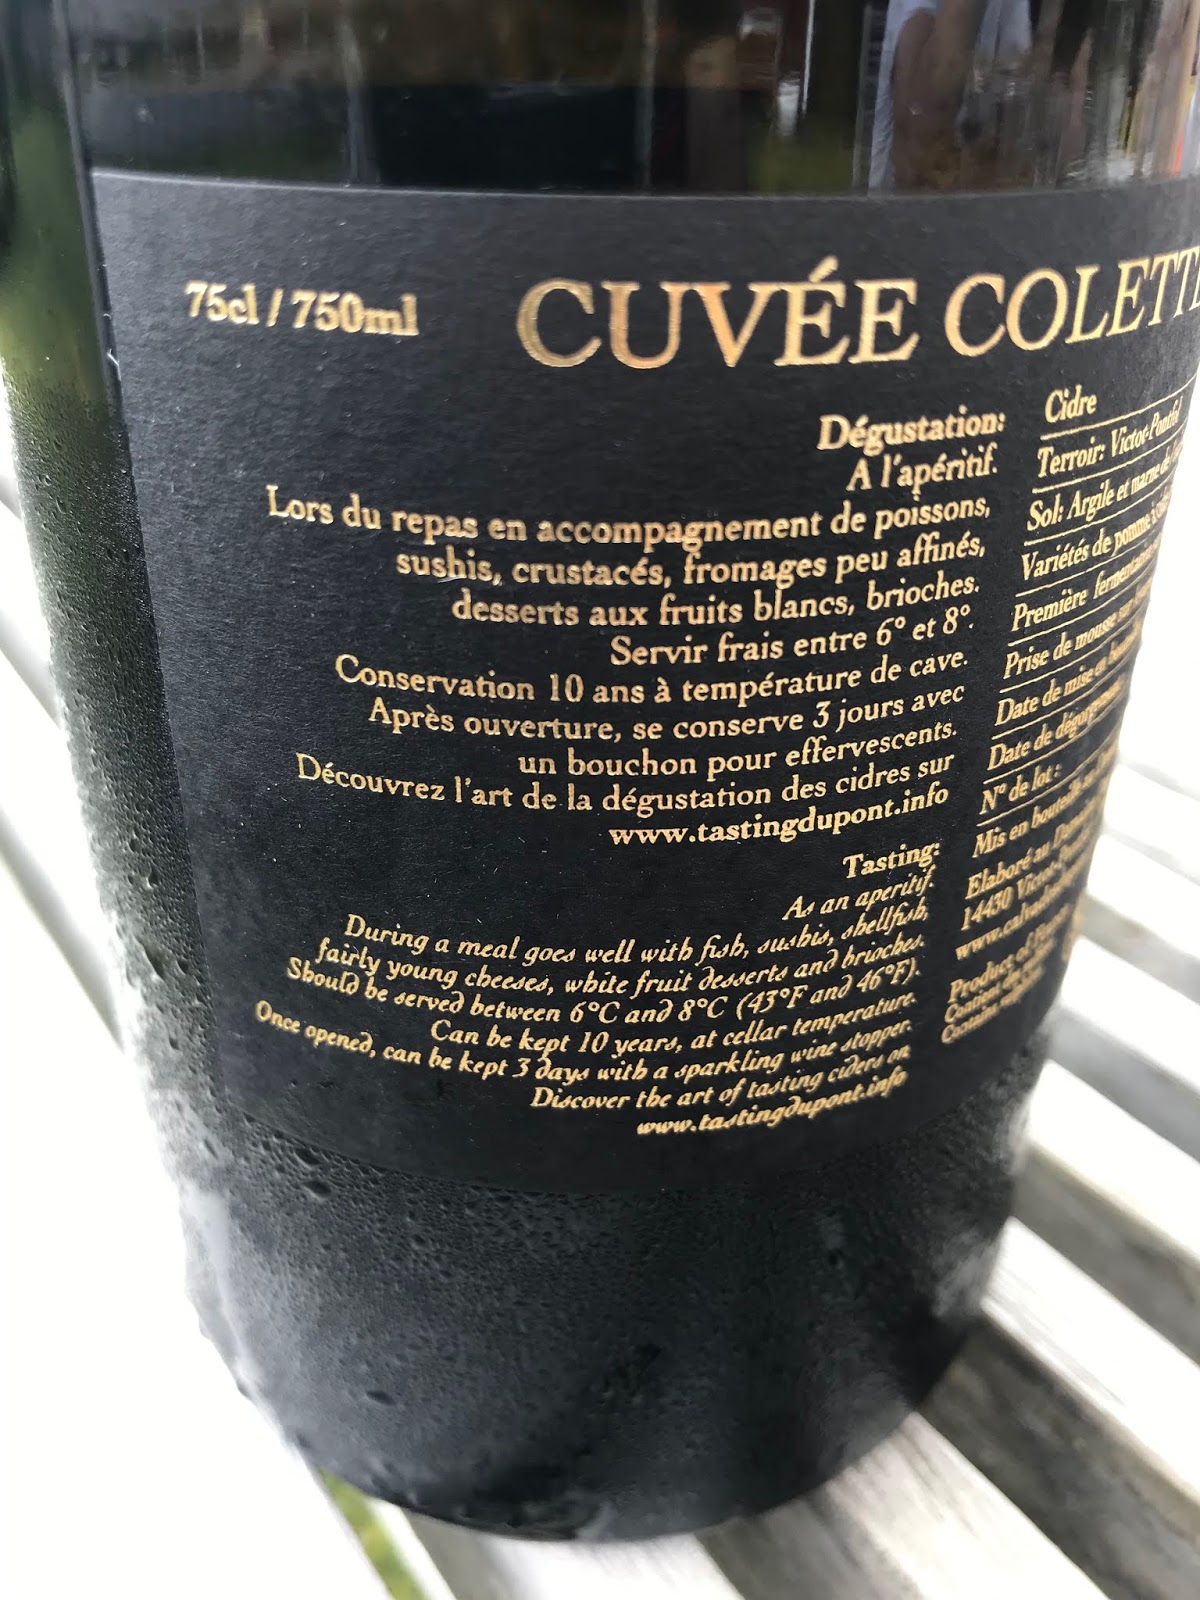 75cl / 750ml
CUVÉE COLETTE
Dégustation:
A l'apéritif.
Lors du repas en accompagnement de poissons,
sushis, crustacés, fromages peu affinés,
desserts aux fruits blancs, brioches.
Servir frais entre 6° et 8°.
Conservation 10 ans à température de cave.
Après ouverture, se conserve 3 jours avec
un bouchon pour effervescents.
Découvrez l'art de la dégustation des cidres sur
www.tastingdupont.info
Tasting:
As an aperitif.
During a meal goes well with fish, sushis, shellfish,
fairly young cheeses, white fruit desserts and brioches.
Should be served between 6°C and 8°C (43°F and 46°F).
Can be kept 10 years, at cellar temperature.
Once opened, can be kept 3 days with a sparkling wine stopper.
Discover the art of tasting ciders on
www.tastingdupont.info
Cidre
Terroir: Victot-Pontfol
Sol: Argile et marne de
Variétés de pomme à
Première fermentation
Prise de mousse sur
Date de mise en
Date de dégorgement
N° de lot:
Mis en bouteille au
Elaboré au
14430 Victot-
www.
Product of